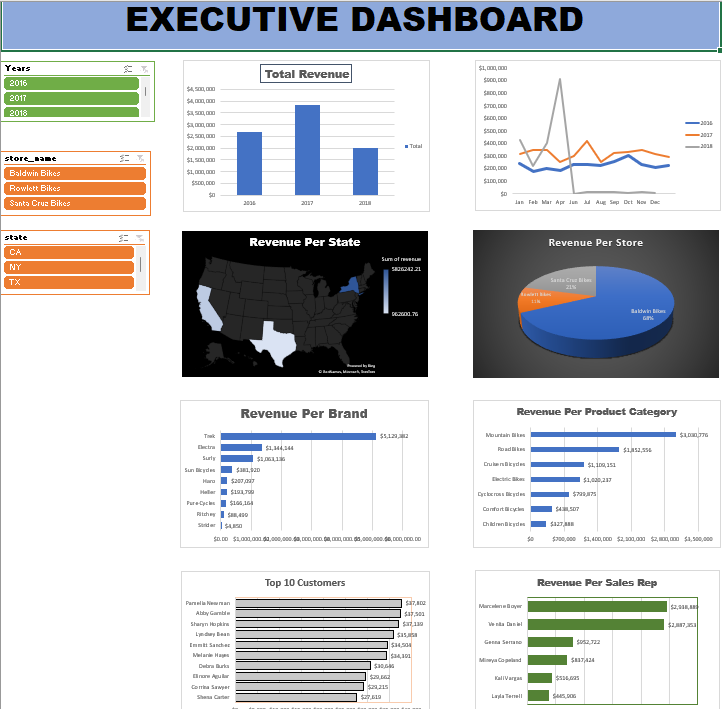 EXECUTIVE DASHBOARD
Years
2016
2017
2018
store_name
Baldwin Bikes
Rowlett Bikes
Santa Cruz Bikes
state
CA
NY
TX
Total Revenue
$4,500,000
$4,000,000
$3,500,000
$3,000,000
$2,500,000
$2,000,000
$1,500,000
$1,000,000
$500,000
$0
2016 2017 2018
Total
$1,000,000
$900,000
$800,000
$700,000
$600,000
$500,000
$400,000
$300,000
$200,000
$100,000
$0
Jan Feb Mar Apr Jun Jul Aug Sep Oct Nov Dec
2016
2017
2018
Revenue Per State
Sum of revenue
5826242.21
962600.76
Powered by Bing
© GeoNames, Microsoft, TomTom
Revenue Per Store
Santa Cruz Bikes
21%
Rowlett Bikes
11%
Baldwin Bikes
68%
Revenue Per Brand
Trek $5,129,382
Electra $1,344,144
Surly $1,063,136
Sun Bicycles $381,920
Haro $207,097
Heller $193,799
Pure Cycles $166,164
Ritchey $88,499
Strider $4,850
$0.00 $1,000,000.00 $2,000,000.00 $3,000,000.00 $4,000,000.00 $5,000,000.00 $6,000,000.00
Revenue Per Product Category
Mountain Bikes $3,030,776
Road Bikes $1,852,556
Cruisers Bicycles $1,109,151
Electric Bikes $1,020,237
Cyclocross Bicycles $799,875
Comfort Bicycles $438,507
Children Bicycles $327,888
$0 $700,000 $1,400,000 $2,100,000 $2,800,000 $3,500,000
Top 10 Customers
Pamelia Newman $37,802
Abby Gamble $37,501
Sharyn Hopkins $37,139
Lyndsey Bean $35,858
Emmitt Sanchez $34,504
Melanie Hayes $34,391
Debra Burks $30,646
Elinore Aguilar $29,662
Corrina Sawyer $29,215
Shena Carter $27,619
Revenue Per Sales Rep
Marcelene Boyer $2,938,889
Venita Daniel $2,887,353
Genna Serrano $952,722
Mireya Copeland $837,424
Kali Vargas $516,695
Layla Terrell $445,906